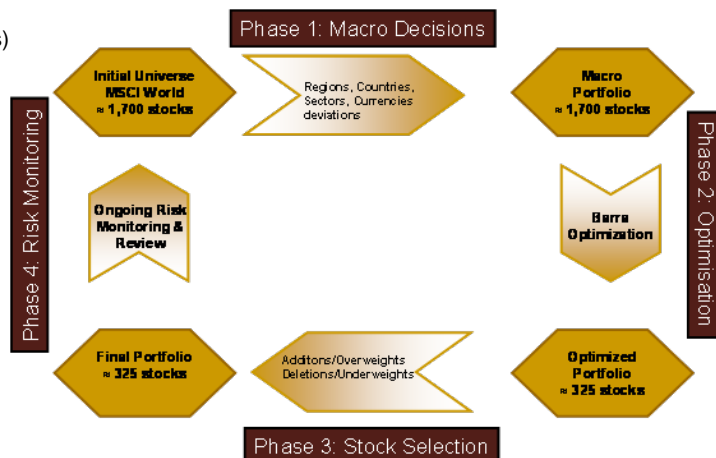 s)
Phase 1: Macro Decisions
Initial Universe
MSCI World
≈ 1,700 stocks
Regions, Countries,
Sectors, Currencies
deviations
Macro
Portfolio
≈ 1,700 stocks
Phase 2: Optimisation
Barra
Optimization
Optimized
Portfolio
≈ 325 stocks
Phase 3: Stock Selection
Additons/Overweights
Deletions/Underweights
Final Portfolio
≈ 325 stocks
Phase 4: Risk Monitoring
Ongoing Risk
Monitoring &
Review